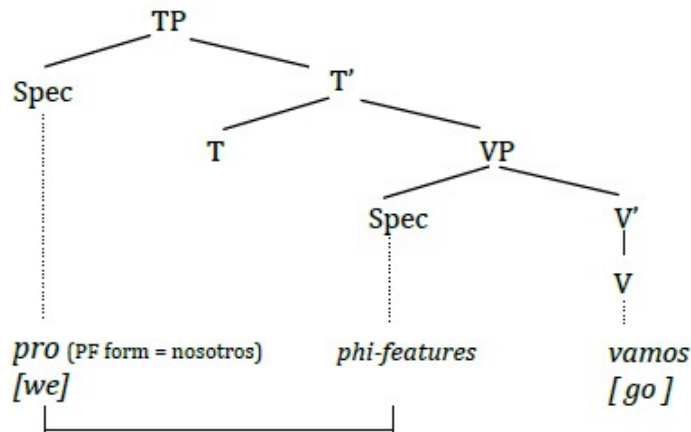 TP
Spec
T’
T
VP
Spec
V’
V
pro (PF form = nosotros) phi-features vamos
[we] [ go ]